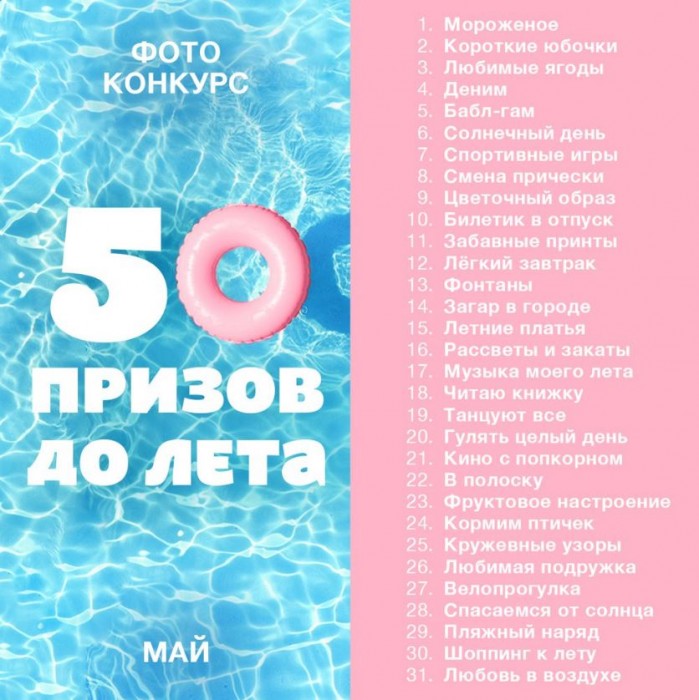 ФОТО
КОНКУРС
50
ПРИЗОВ
ДО ЛЕТА
МАЙ
1. Мороженое
2. Короткие юбочки
3. Любимые ягоды
4. Деним
5. Бабл-гам
6. Солнечный день
7. Спортивные игры
8. Смена прически
9. Цветочный образ
10. Билетик в отпуск
11. Забавные принты
12. Лёгкий завтрак
13. Фонтаны
14. Загар в городе
15. Летние платья
16. Рассветы и закаты
17. Музыка моего лета
18. Читаю книжку
19. Танцуют все
20. Гулять целый день
21. Кино с попкорном
22. В полоску
23. Фруктовое настроение
24. Кормим птичек
25. Кружевные узоры
26. Любимая подружка
27. Велопрогулка
28. Спасаемся от солнца
29. Пляжный наряд
30. Шоппинг к лету
31. Любовь в воздухе